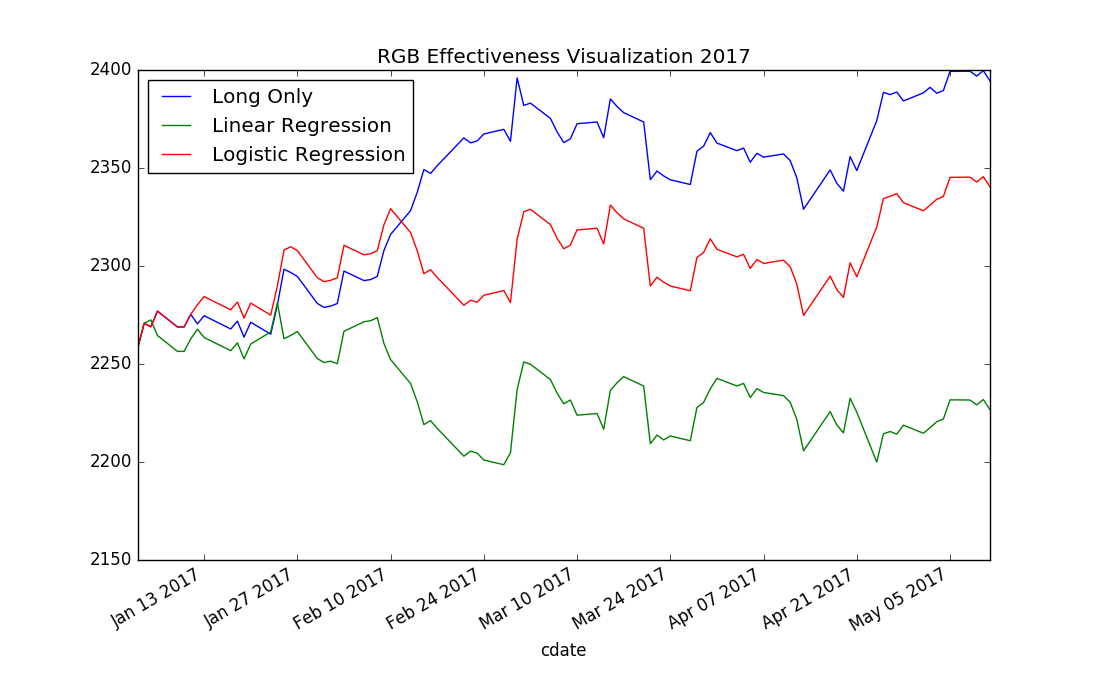 RGB Effectiveness Visualization 2017
2400
2350
2300
2250
2200
2150
Long Only
Linear Regression
Logistic Regression
Jan 13 2017
Jan 27 2017
Feb 10 2017
Feb 24 2017
Mar 10 2017
Mar 24 2017
Apr 07 2017
Apr 21 2017
May 05 2017
cdate